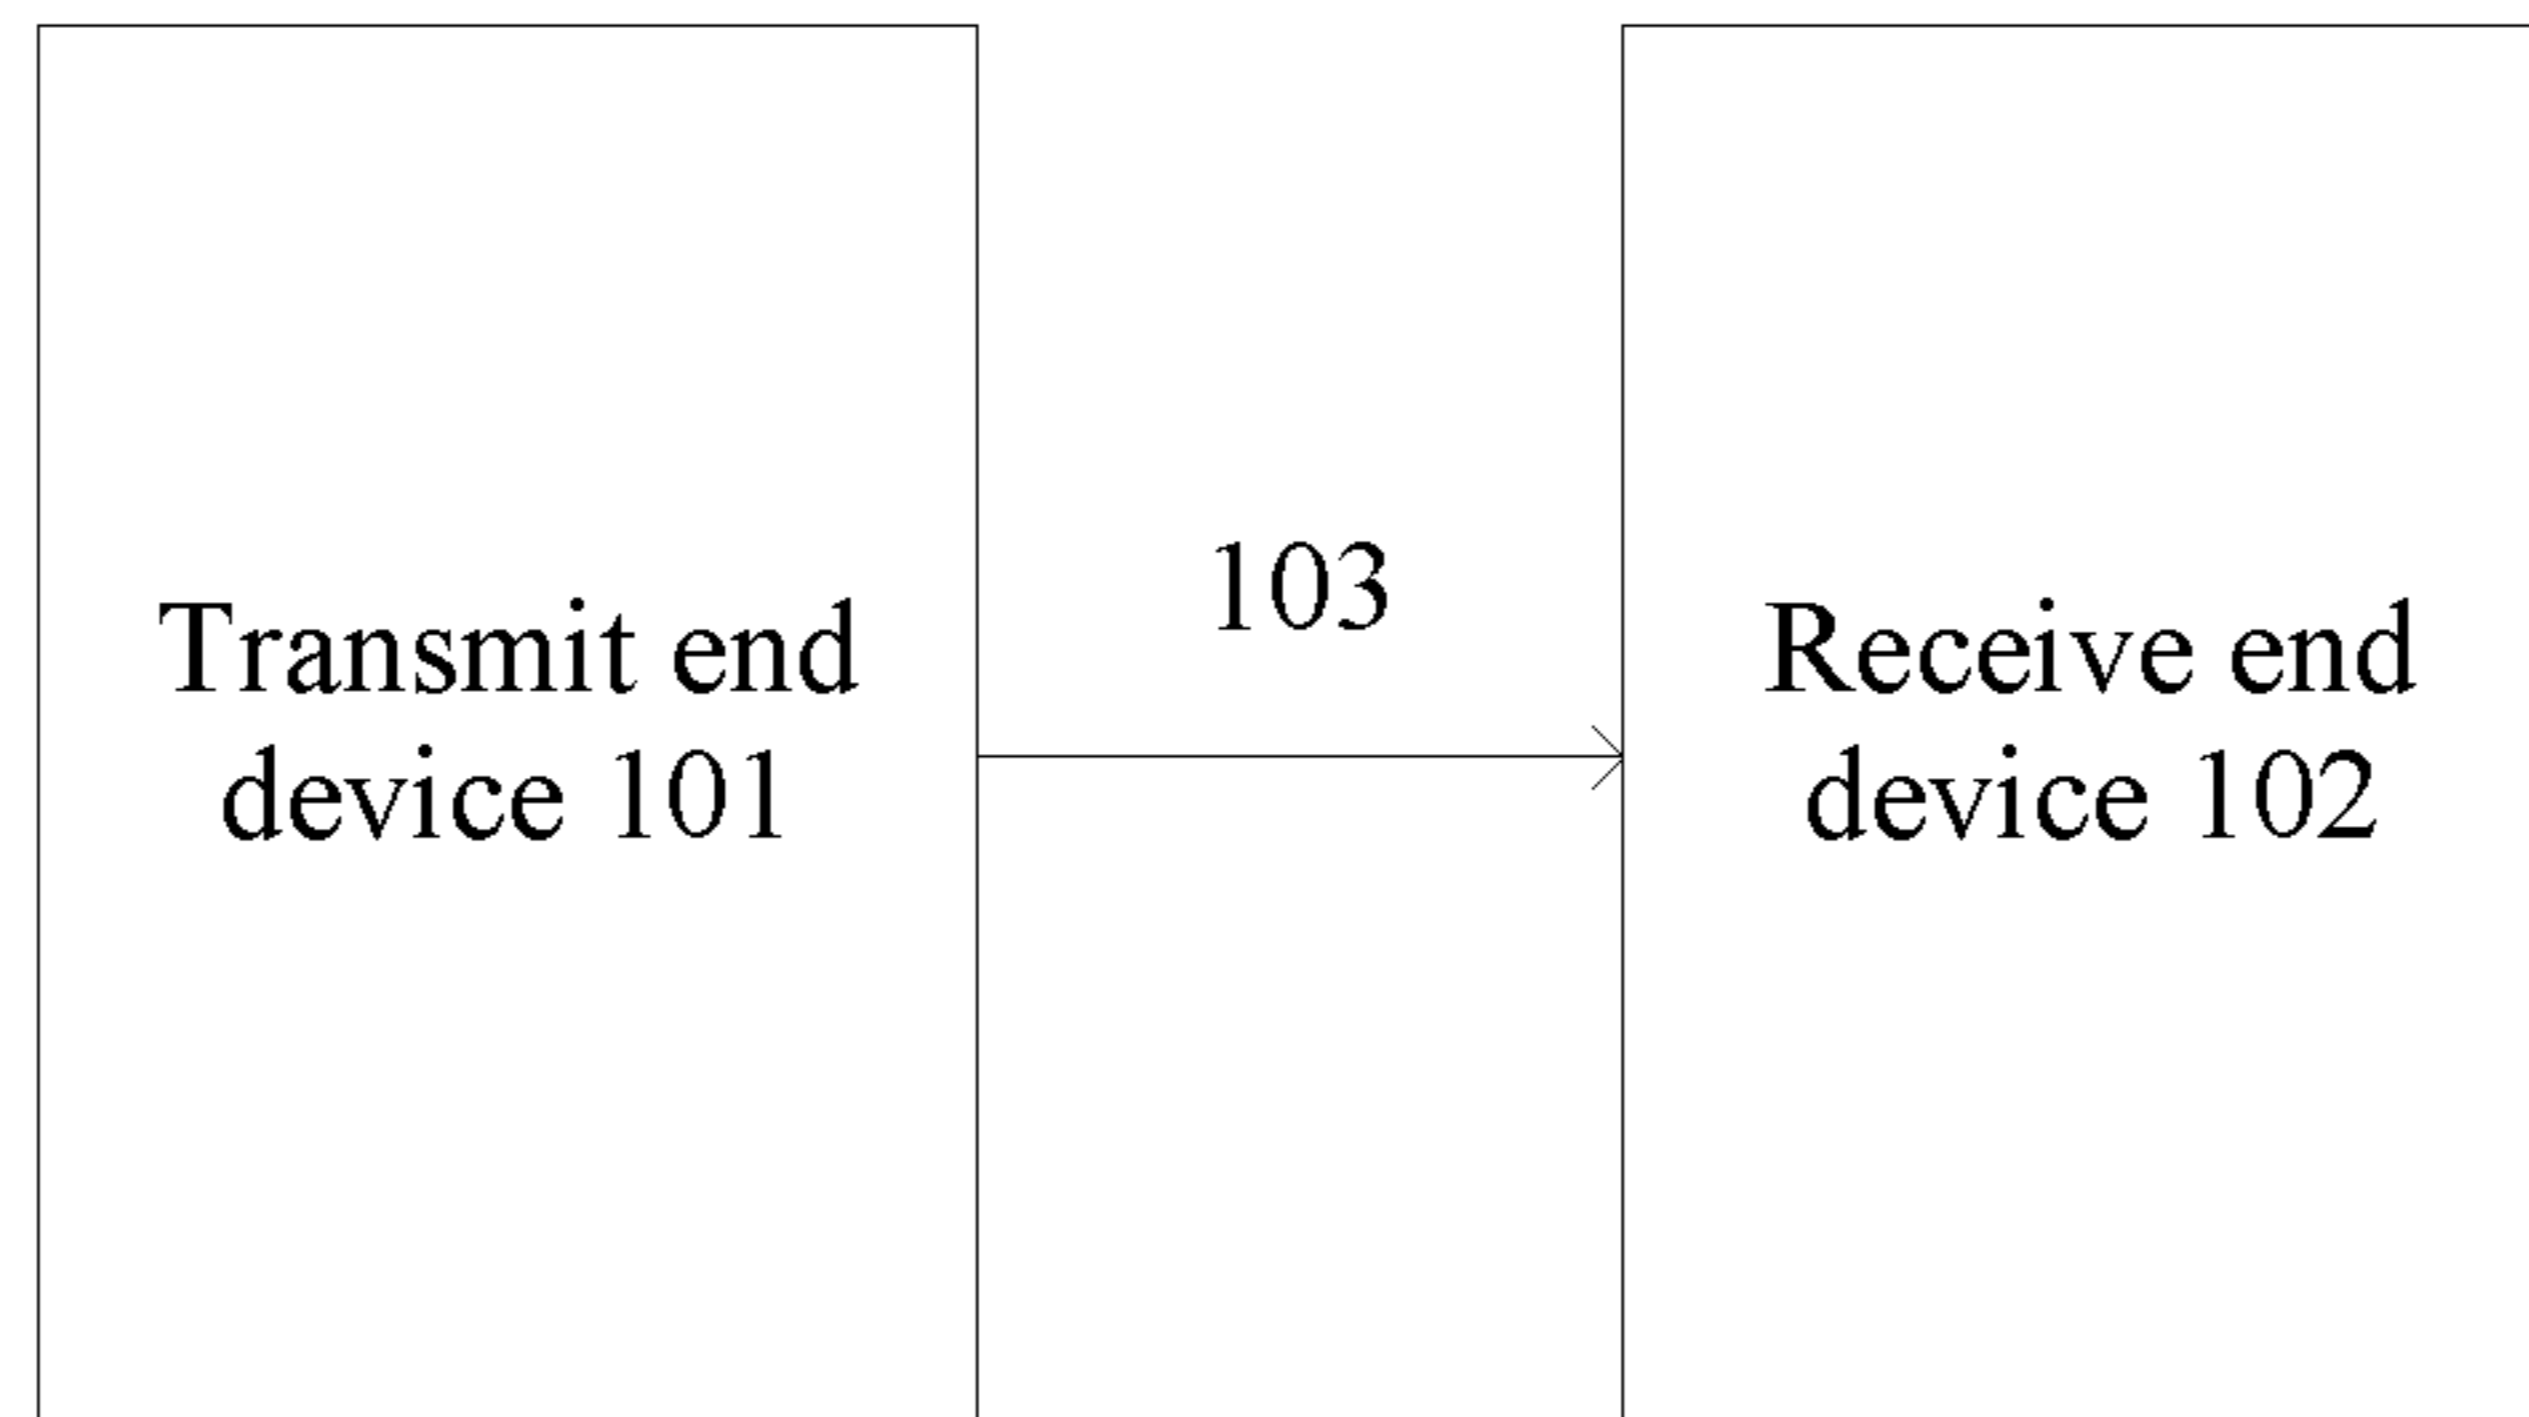 Transmit end
device 101
103
Receive end
device 102